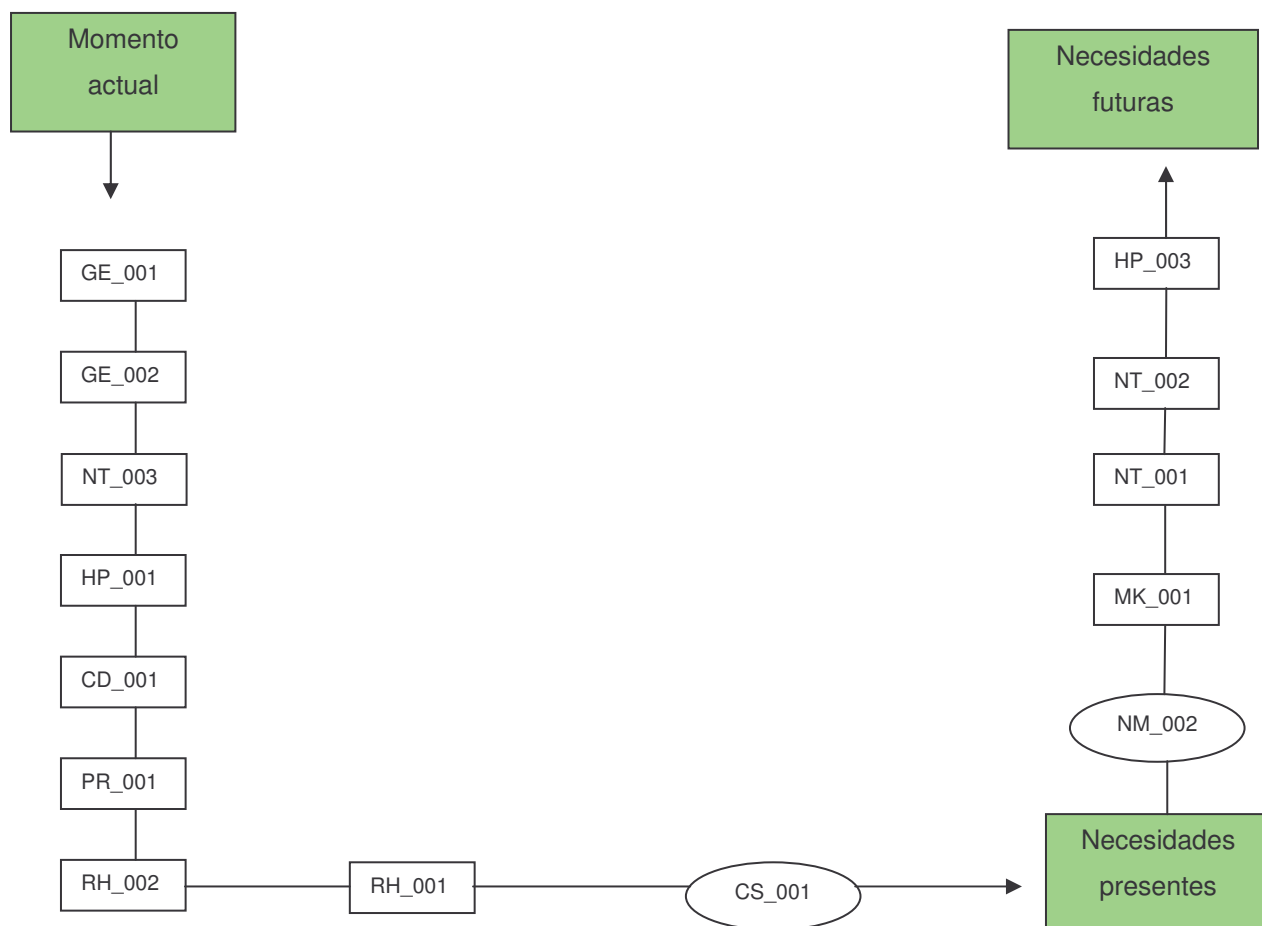 Momento
actual
GE_001
GE_002
NT_003
HP_001
CD_001
PR_001
RH_002
RH_001
CS_001
Necesidades
presentes
NM_002
MK_001
NT_001
NT_002
HP_003
Necesidades
futuras